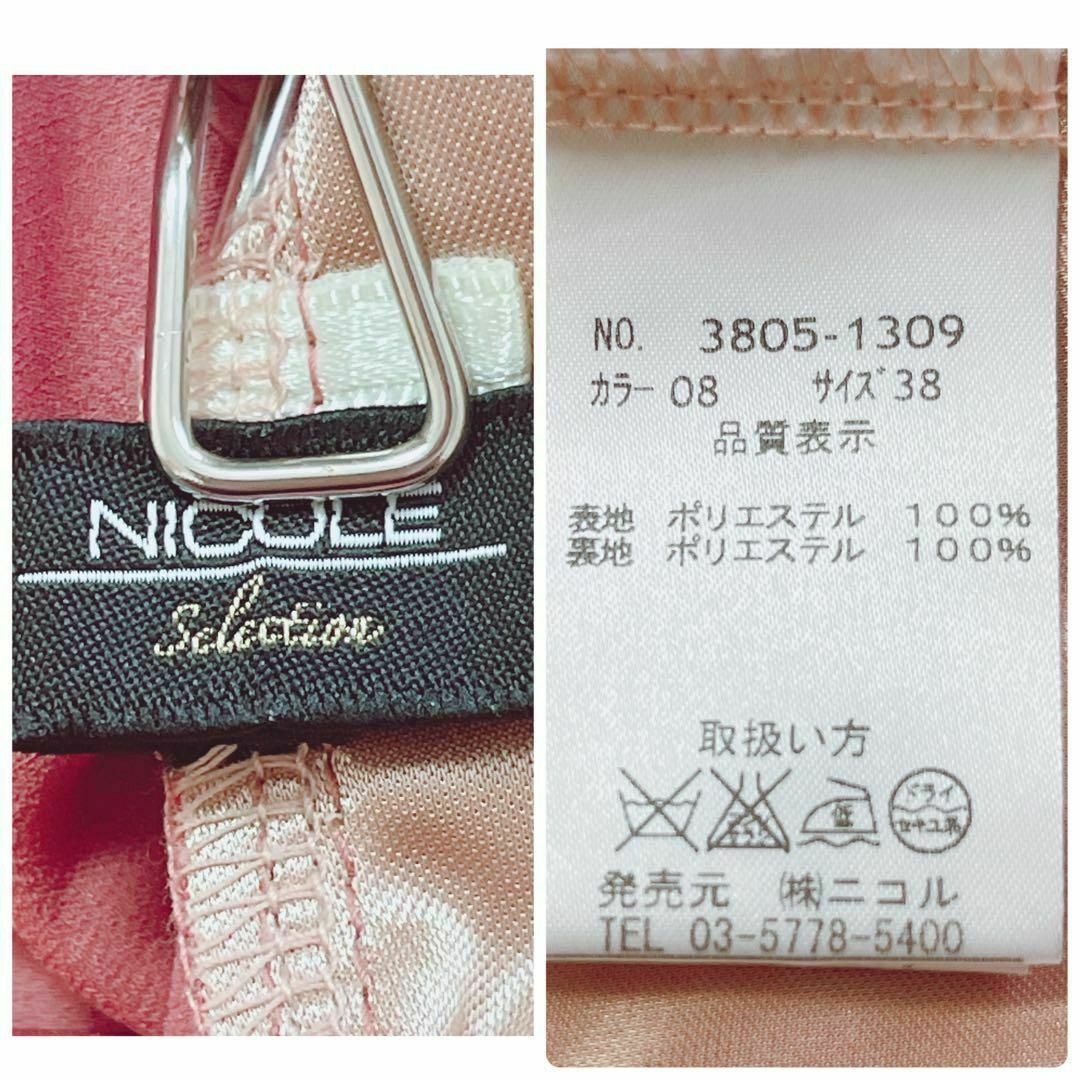 NICOLE
Selection
NO. 3805-1309
カラー 08 サイズ 38
品質表示
表地 ポリエステル 100%
裏地 ポリエステル 100%
取扱い方
低 ドライ
セキユ系
発売元 ㈱ニコル
TEL 03-5778-5400